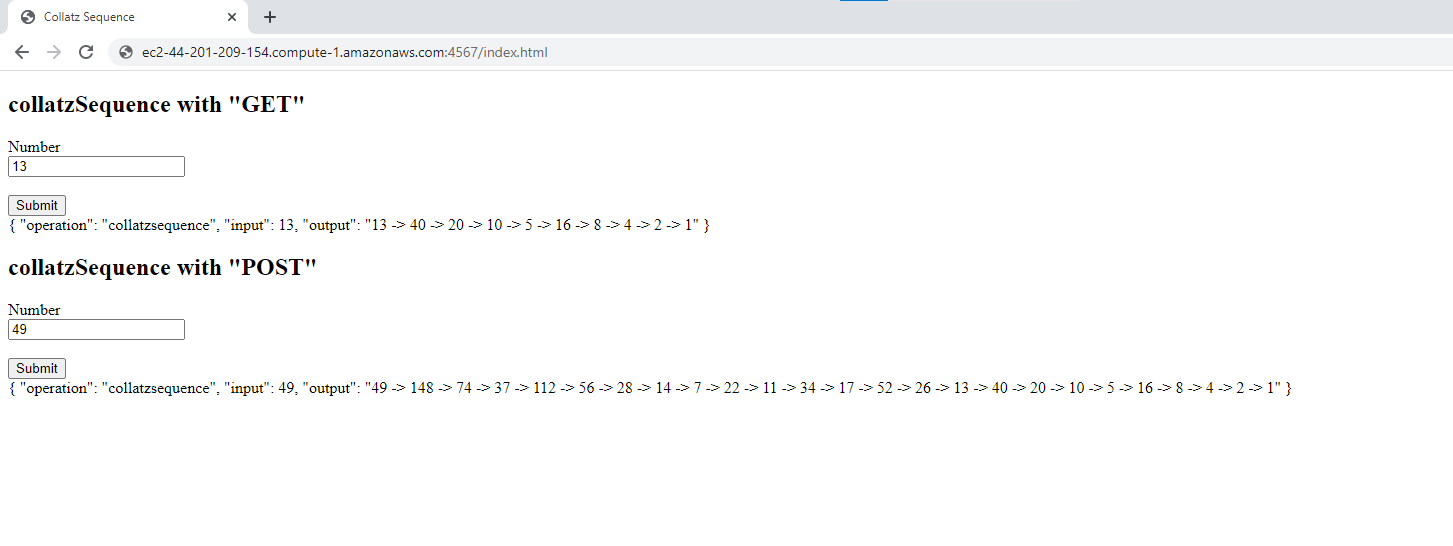 Collatz Sequence
ec2-44-201-209-154.compute-1.amazonaws.com:4567/index.html
collatzSequence with "GET"
Number
13
Submit
{ "operation": "collatzsequence", "input": 13, "output": "13 -> 40 -> 20 -> 10 -> 5 -> 16 -> 8 -> 4 -> 2 -> 1" }
collatzSequence with "POST"
Number
49
Submit
{ "operation": "collatzsequence", "input": 49, "output": "49 -> 148 -> 74 -> 37 -> 112 -> 56 -> 28 -> 14 -> 7 -> 22 -> 11 -> 34 -> 17 -> 52 -> 26 -> 13 -> 40 -> 20 -> 10 -> 5 -> 16 -> 8 -> 4 -> 2 -> 1" }